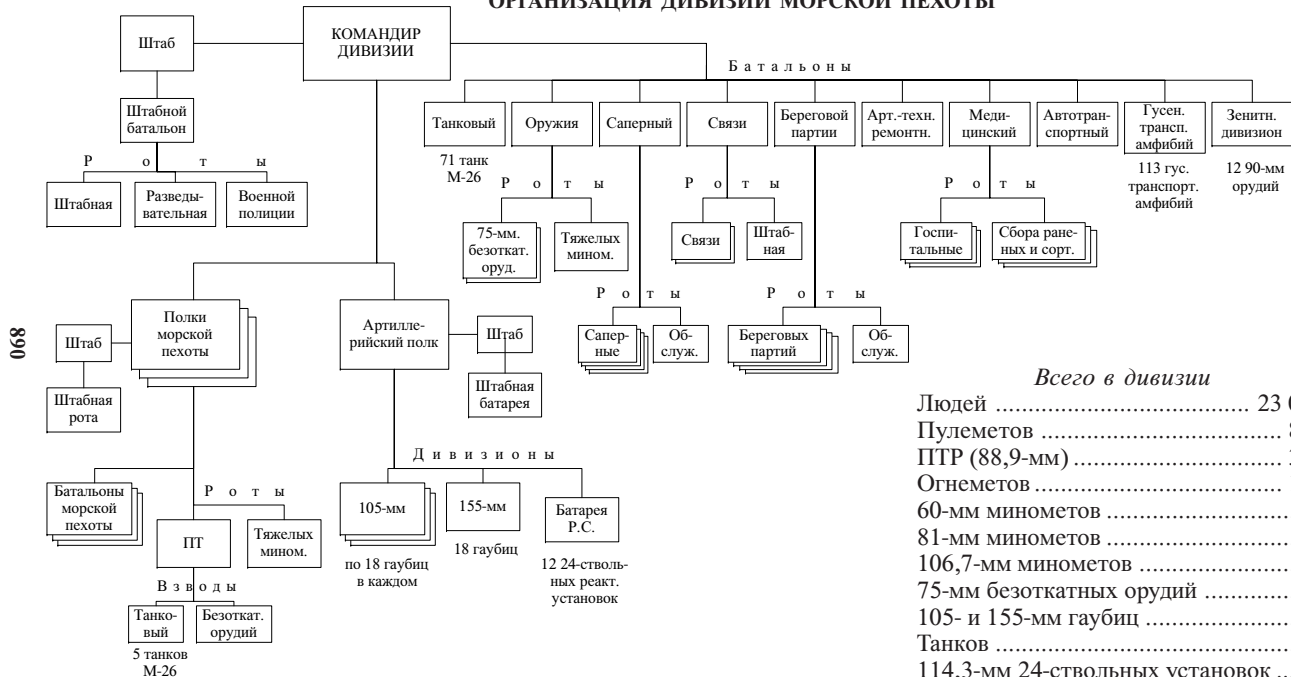 ОРГАНИЗАЦИЯ ДИВИЗИИ МОРСКОЙ ПЕХОТЫ
Штаб
КОМАНДИР
ДИВИЗИИ
Батальоны
Штабной
батальон
Танковый
Оружия
Саперный
Связи
Береговой
партии
Арт.-техн.
ремонтн.
Меди-
цинский
Автотран-
спортный
Гусен.
трансп.
амфибий
Зенитн.
дивизион
71 танк
М-26
113 гус.
транспорт.
амфибий
12 90-мм
орудий
Роты
Штабная
Разведы-
вательная
Военной
полиции
Роты
75-мм.
безоткат.
оруд.
Тяжелых
мином.
Роты
Связи
Штаб-
ная
Роты
Госпи-
тальные
Сбора ране-
ных и сорт.
Роты
Сапер-
ные
Об-
служ.
Роты
Береговых
партий
Об-
служ.
890
Полки
морской
пехоты
Штаб
Штабная
рота
Артилле-
рийский полк
Штаб
Штабная
батарея
Батальоны
морской
пехоты
Роты
ПТ
Тяжелых
мином.
Взводы
Танко-
вый
Безоткат.
орудий
5 танков
М-26
Дивизионы
105-мм
155-мм
Батарея
Р.С.
по 18 гаубиц
в каждом
18 гаубиц
12 24-стволь-
ных реакт.
установок
Всего в дивизии
Людей ..................................... 23
Пулеметов ...................................
ПТР (88,9-мм) ...............................
Огнеметов ...................................
60-мм минометов .............................
81-мм минометов .............................
106,7-мм минометов ..........................
75-мм безоткатных орудий ....................
105- и 155-мм гаубиц ........................
Танков ......................................
114,3-мм 24-ствольных установок ...